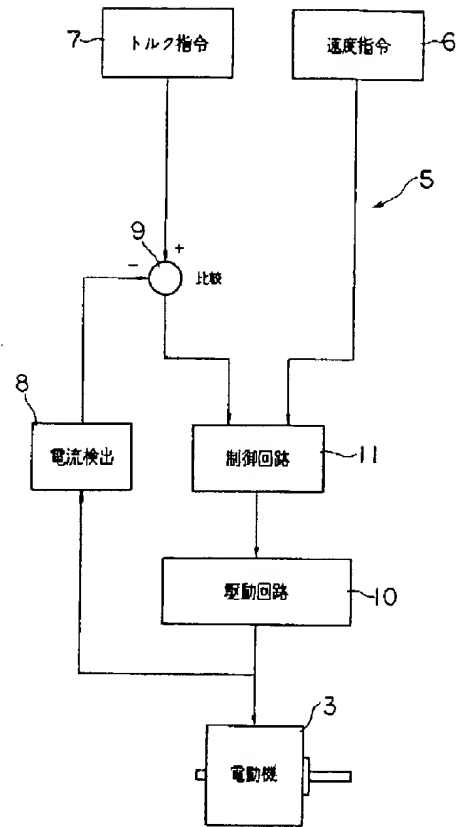 7 トルク指令
速度指令 6
5
9
+
−
比較
8
電流検出
制御回路 11
駆動回路 10
3
電動機